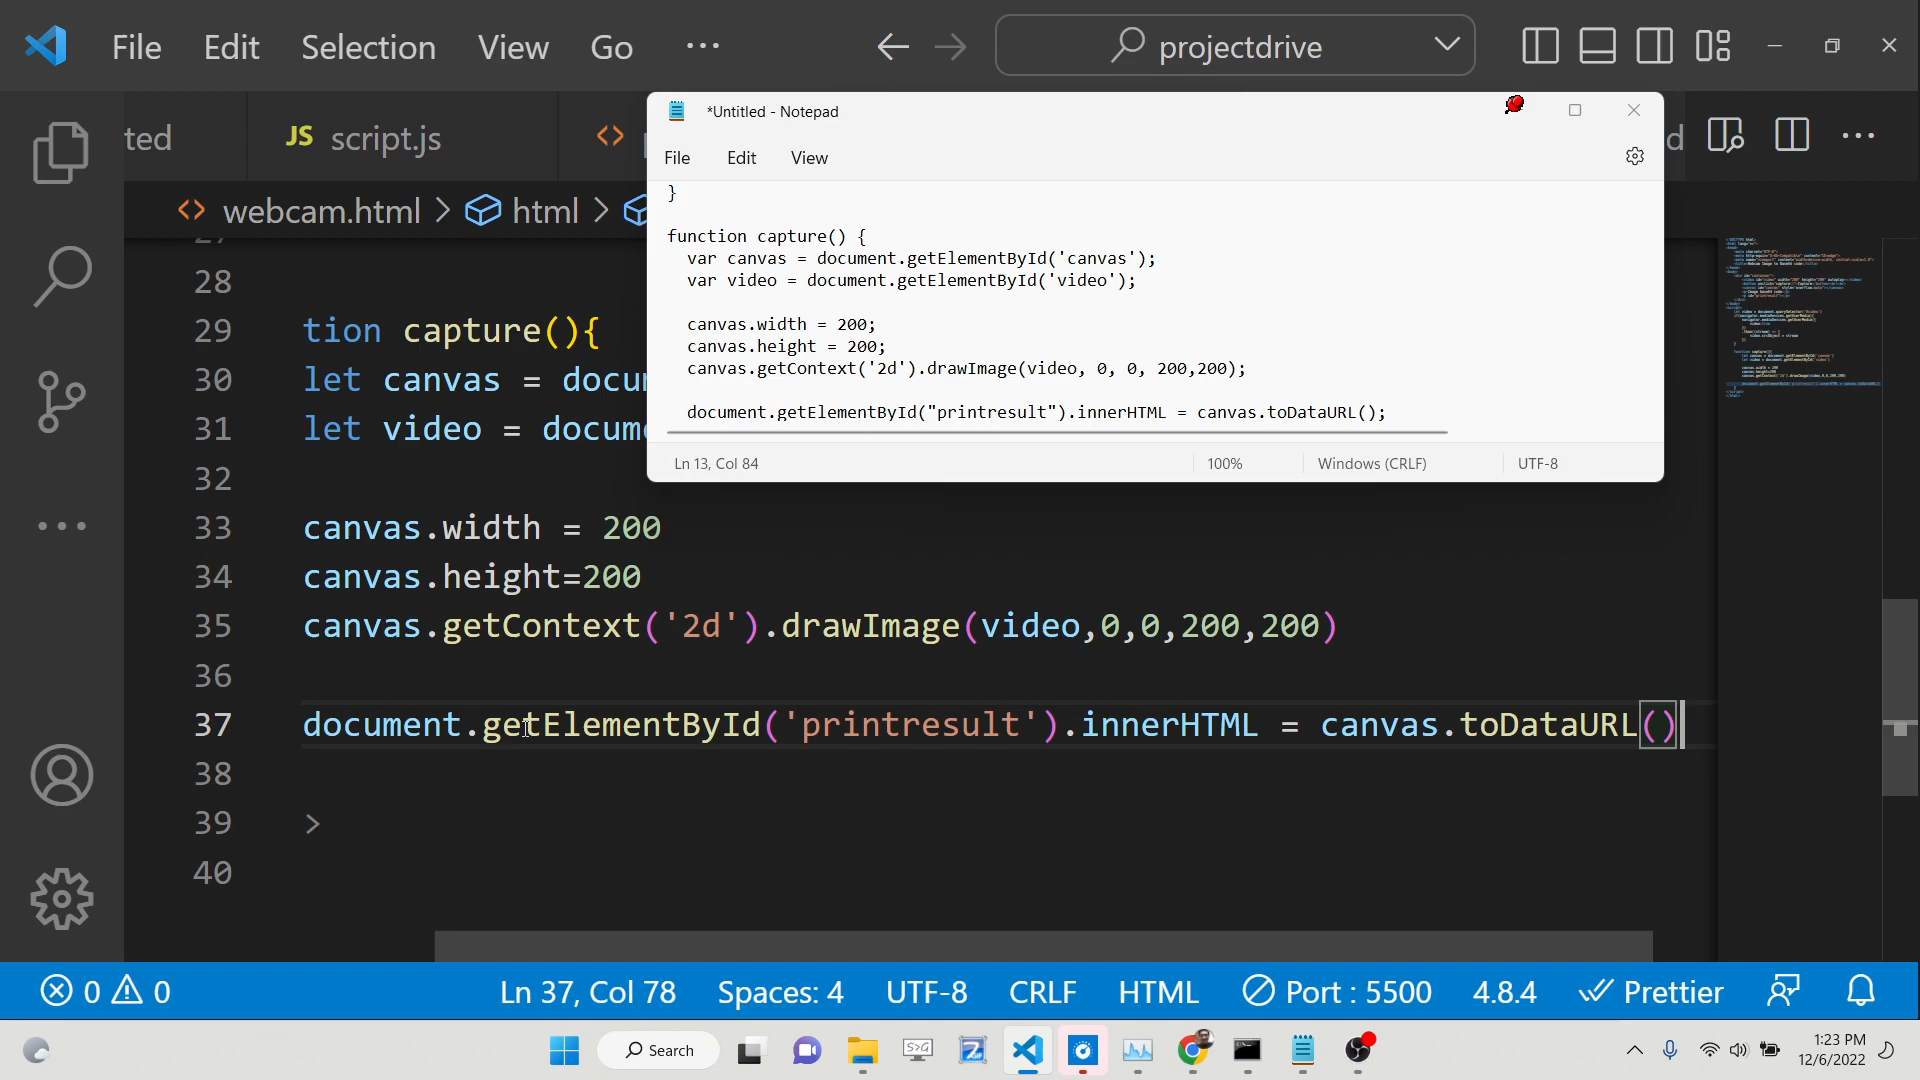 File Edit Selection View Go ...
projectdrive
ted
JS script.js
webcam.html > html >
*Untitled - Notepad
File Edit View
}
function capture() {
var canvas = document.getElementById('canvas');
var video = document.getElementById('video');
canvas.width = 200;
canvas.height = 200;
canvas.getContext('2d').drawImage(video, 0, 0, 200,200);
document.getElementById("printresult").innerHTML = canvas.toDataURL();
Ln 13, Col 84 100% Windows (CRLF) UTF-8
28
29 tion capture(){
30 let canvas = docu
31 let video = docum
32
33 canvas.width = 200
34 canvas.height=200
35 canvas.getContext('2d').drawImage(video,0,0,200,200)
36
37 document.getElementById('printresult').innerHTML = canvas.toDataURL()
38
39 >
40
0 0 Ln 37, Col 78 Spaces: 4 UTF-8 CRLF HTML Port : 5500 4.8.4 Prettier
Search
1:23 PM
12/6/2022